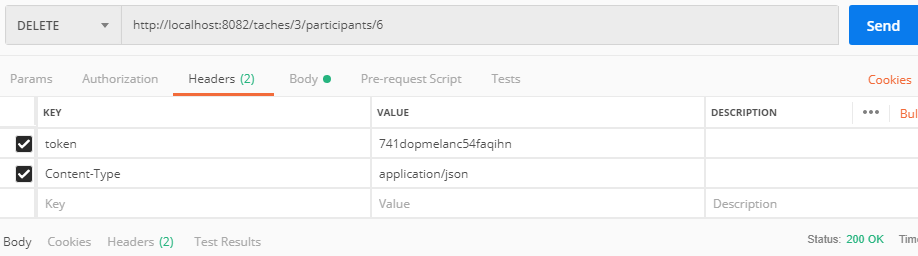 DELETE http://localhost:8082/taches/3/participants/6 Send
Params Authorization Headers (2) Body Pre-request Script Tests Cookies
KEY VALUE DESCRIPTION ••• Bul
token 741dopmelanc54faqihn
Content-Type application/json
Key Value Description
Body Cookies Headers (2) Test Results Status: 200 OK Time